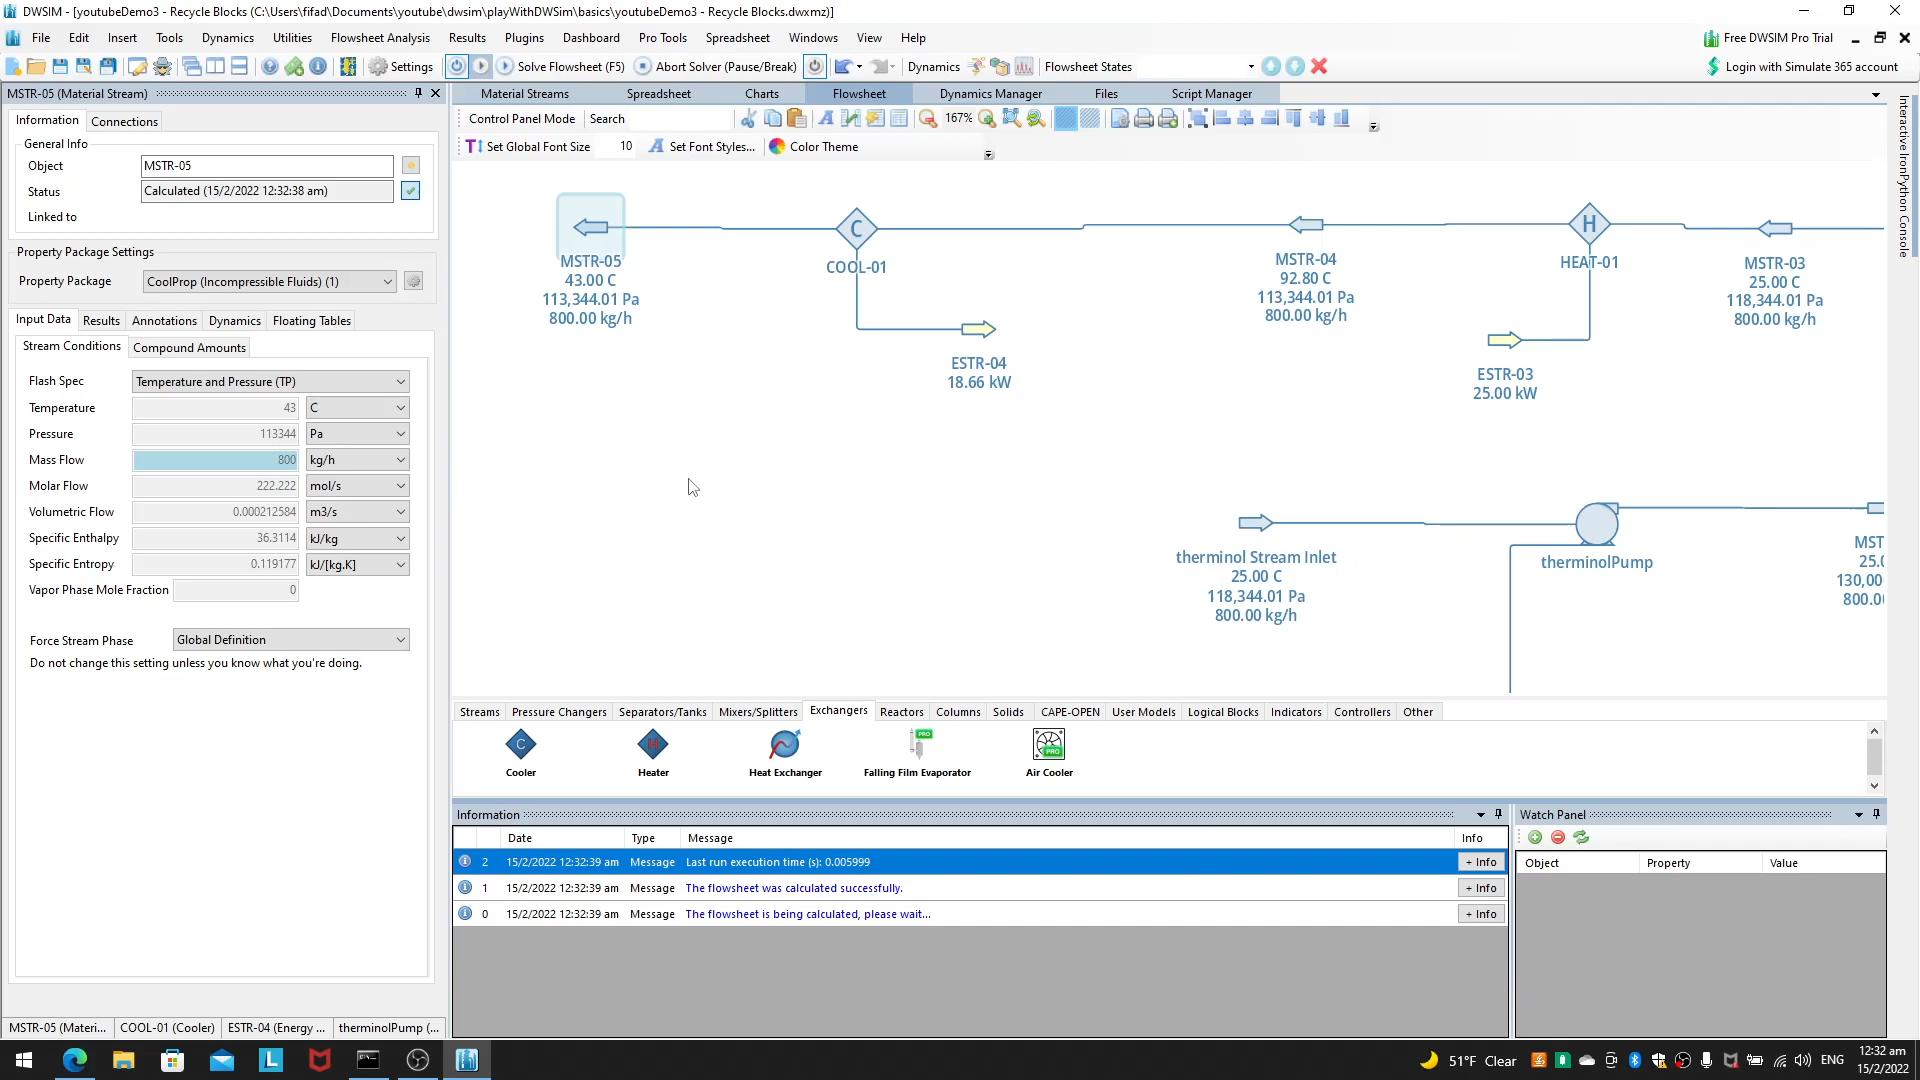 DWSIM - [youtubeDemo3 - Recycle Blocks (C:\Users\fifad\Documents\youtube\dwsim\playWithDWSim\basics\youtubeDemo3 - Recycle Blocks.dwxmz)]
File Edit Insert Tools Dynamics Utilities Flowsheet Analysis Results Plugins Dashboard Pro Tools Spreadsheet Windows View Help Free DWSIM Pro Trial
Settings Solve Flowsheet (F5) Abort Solver (Pause/Break) Dynamics Flowsheet States Login with Simulate 365 account
MSTR-05 (Material Stream)
Information Connections
General Info
Object MSTR-05
Status Calculated (15/2/2022 12:32:38 am)
Linked to
Property Package Settings
Property Package CoolProp (Incompressible Fluids) (1)
Input Data Results Annotations Dynamics Floating Tables
Stream Conditions Compound Amounts
Flash Spec Temperature and Pressure (TP)
Temperature 43 C
Pressure 113344 Pa
Mass Flow 800 kg/h
Molar Flow 222.222 mol/s
Volumetric Flow 0.000212584 m3/s
Specific Enthalpy 36.3114 kJ/kg
Specific Entropy 0.119177 kJ/[kg.K]
Vapor Phase Mole Fraction 0
Force Stream Phase Global Definition
Do not change this setting unless you know what you're doing.
MSTR-05 (Materi... COOL-01 (Cooler) ESTR-04 (Energy ... therminolPump (...
Material Streams Spreadsheet Charts Flowsheet Dynamics Manager Files Script Manager
Control Panel Mode Search 167%
Set Global Font Size 10 Set Font Styles... Color Theme
MSTR-05
43.00 C
113,344.01 Pa
800.00 kg/h
C
COOL-01
ESTR-04
18.66 kW
MSTR-04
92.80 C
113,344.01 Pa
800.00 kg/h
H
HEAT-01
ESTR-03
25.00 kW
MSTR-03
25.00 C
118,344.01 Pa
800.00 kg/h
therminol Stream Inlet
25.00 C
118,344.01 Pa
800.00 kg/h
therminolPump
MST
25.0
130,00
800.0
Interactive IronPython Console
Streams Pressure Changers Separators/Tanks Mixers/Splitters Exchangers Reactors Columns Solids CAPE-OPEN User Models Logical Blocks Indicators Controllers Other
C H PRO PRO
Cooler Heater Heat Exchanger Falling Film Evaporator Air Cooler
Information
Date Type Message Info
2 15/2/2022 12:32:39 am Message Last run execution time (s): 0.005999 + Info
1 15/2/2022 12:32:39 am Message The flowsheet was calculated successfully. + Info
0 15/2/2022 12:32:39 am Message The flowsheet is being calculated, please wait... + Info
Watch Panel
Object Property Value
L
51°F Clear ENG 12:32 am
15/2/2022